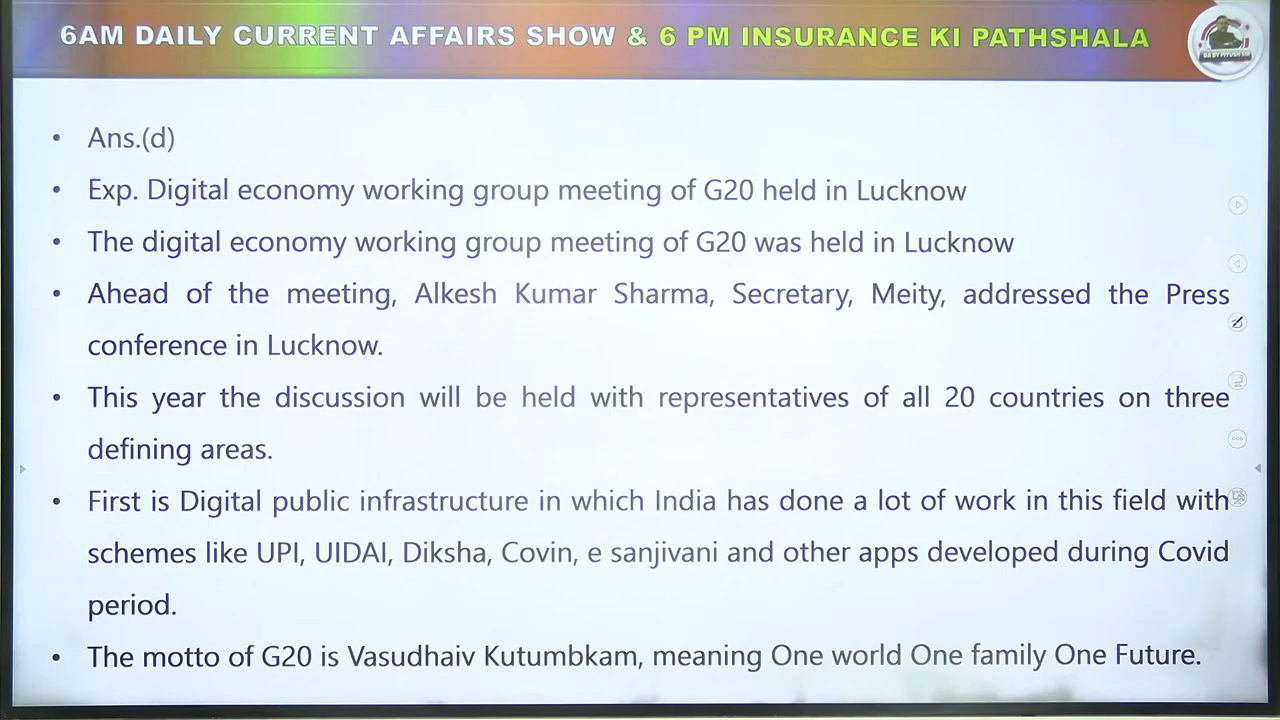 6AM DAILY CURRENT AFFAIRS SHOW & 6 PM INSURANCE KI PATHSHALA
GA BY PIYUSH SIR
• Ans.(d)
• Exp. Digital economy working group meeting of G20 held in Lucknow
• The digital economy working group meeting of G20 was held in Lucknow
• Ahead of the meeting, Alkesh Kumar Sharma, Secretary, Meity, addressed the Press
conference in Lucknow.
• This year the discussion will be held with representatives of all 20 countries on three
defining areas.
• First is Digital public infrastructure in which India has done a lot of work in this field with
schemes like UPI, UIDAI, Diksha, Covin, e sanjivani and other apps developed during Covid
period.
• The motto of G20 is Vasudhaiv Kutumbkam, meaning One world One family One Future.